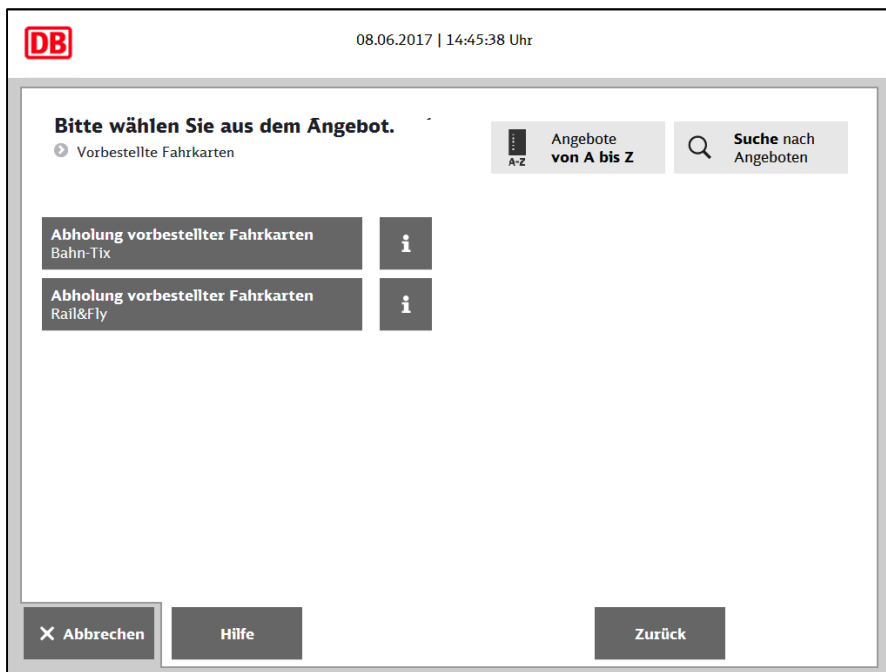 DB
08.06.2017 | 14:45:38 Uhr
Bitte wählen Sie aus dem Angebot.
Vorbestellte Fahrkarten
A-Z
Angebote
von A bis Z
Suche nach
Angeboten
Abholung vorbestellter Fahrkarten
Bahn-Tix
i
Abholung vorbestellter Fahrkarten
Rail&Fly
i
Abbrechen
Hilfe
Zurück